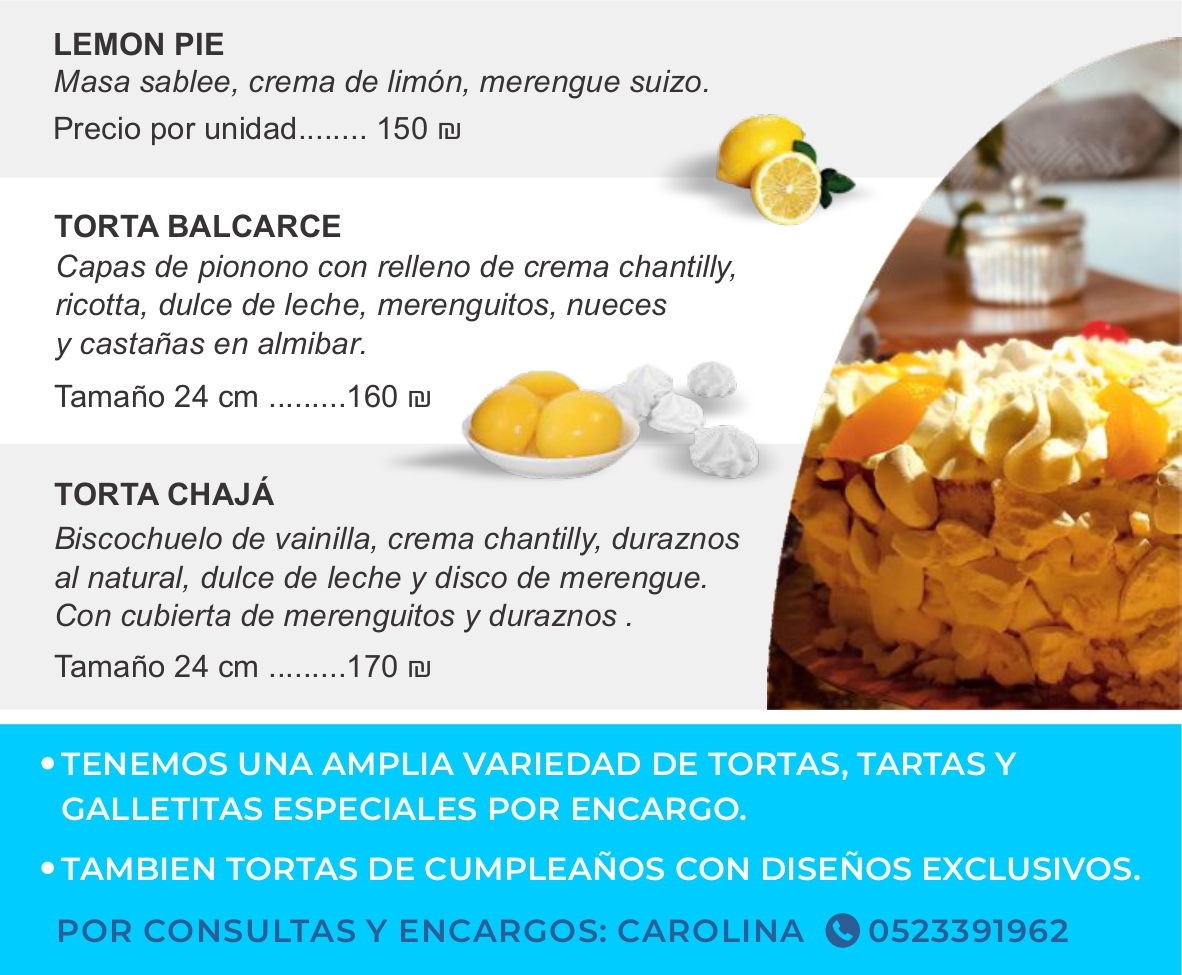 LEMON PIE
Masa sablee, crema de limón, merengue suizo.
Precio por unidad........ 150 ₪
TORTA BALCARCE
Capas de pionono con relleno de crema chantilly,
ricotta, dulce de leche, merenguitos, nueces
y castañas en almibar.
Tamaño 24 cm .........160 ₪
TORTA CHAJÁ
Biscochuelo de vainilla, crema chantilly, duraznos
al natural, dulce de leche y disco de merengue.
Con cubierta de merenguitos y duraznos .
Tamaño 24 cm .........170 ₪
• TENEMOS UNA AMPLIA VARIEDAD DE TORTAS, TARTAS Y
GALLETITAS ESPECIALES POR ENCARGO.
• TAMBIEN TORTAS DE CUMPLEAÑOS CON DISEÑOS EXCLUSIVOS.
POR CONSULTAS Y ENCARGOS: CAROLINA 0523391962